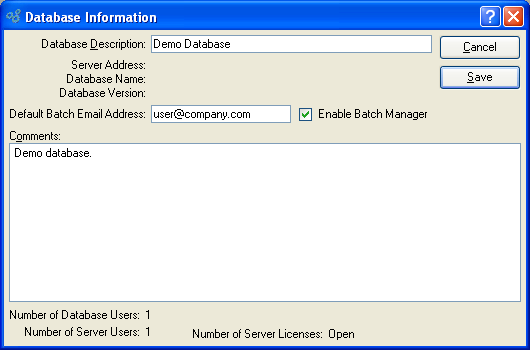 Database Information
Database Description: Demo Database
Cancel
Server Address:
Database Name:
Save
Database Version:
Default Batch Email Address: user@company.com Enable Batch Manager
Comments:
Demo database.
Number of Database Users: 1
Number of Server Users: 1 Number of Server Licenses: Open